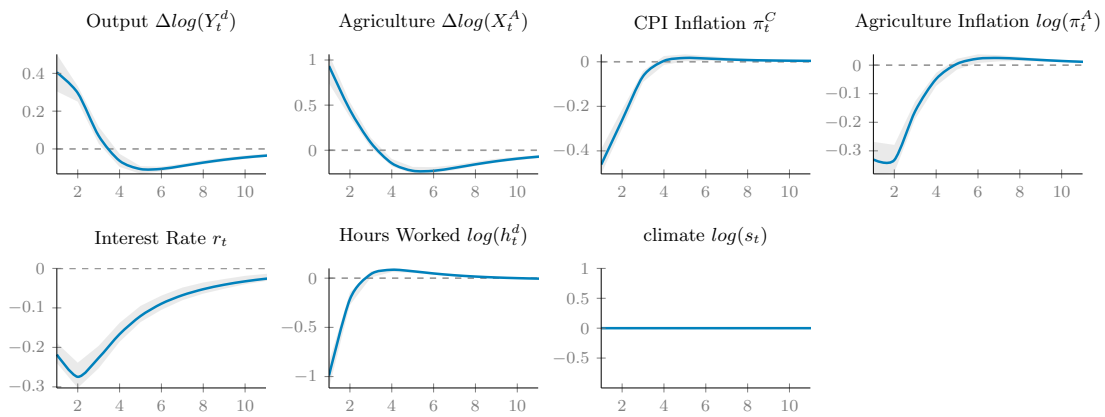 Output Δlog(Y_t^d)
0.4
0.2
0
2 4 6 8 10
Agriculture Δlog(X_t^A)
1
0.5
0
2 4 6 8 10
CPI Inflation π_t^C
0
−0.2
−0.4
2 4 6 8 10
Agriculture Inflation log(π_t^A)
0
−0.1
−0.2
−0.3
2 4 6 8 10
Interest Rate r_t
0
−0.1
−0.2
−0.3
2 4 6 8 10
Hours Worked log(h_t^d)
0
−0.5
−1
2 4 6 8 10
climate log(s_t)
1
0.5
0
−0.5
2 4 6 8 10